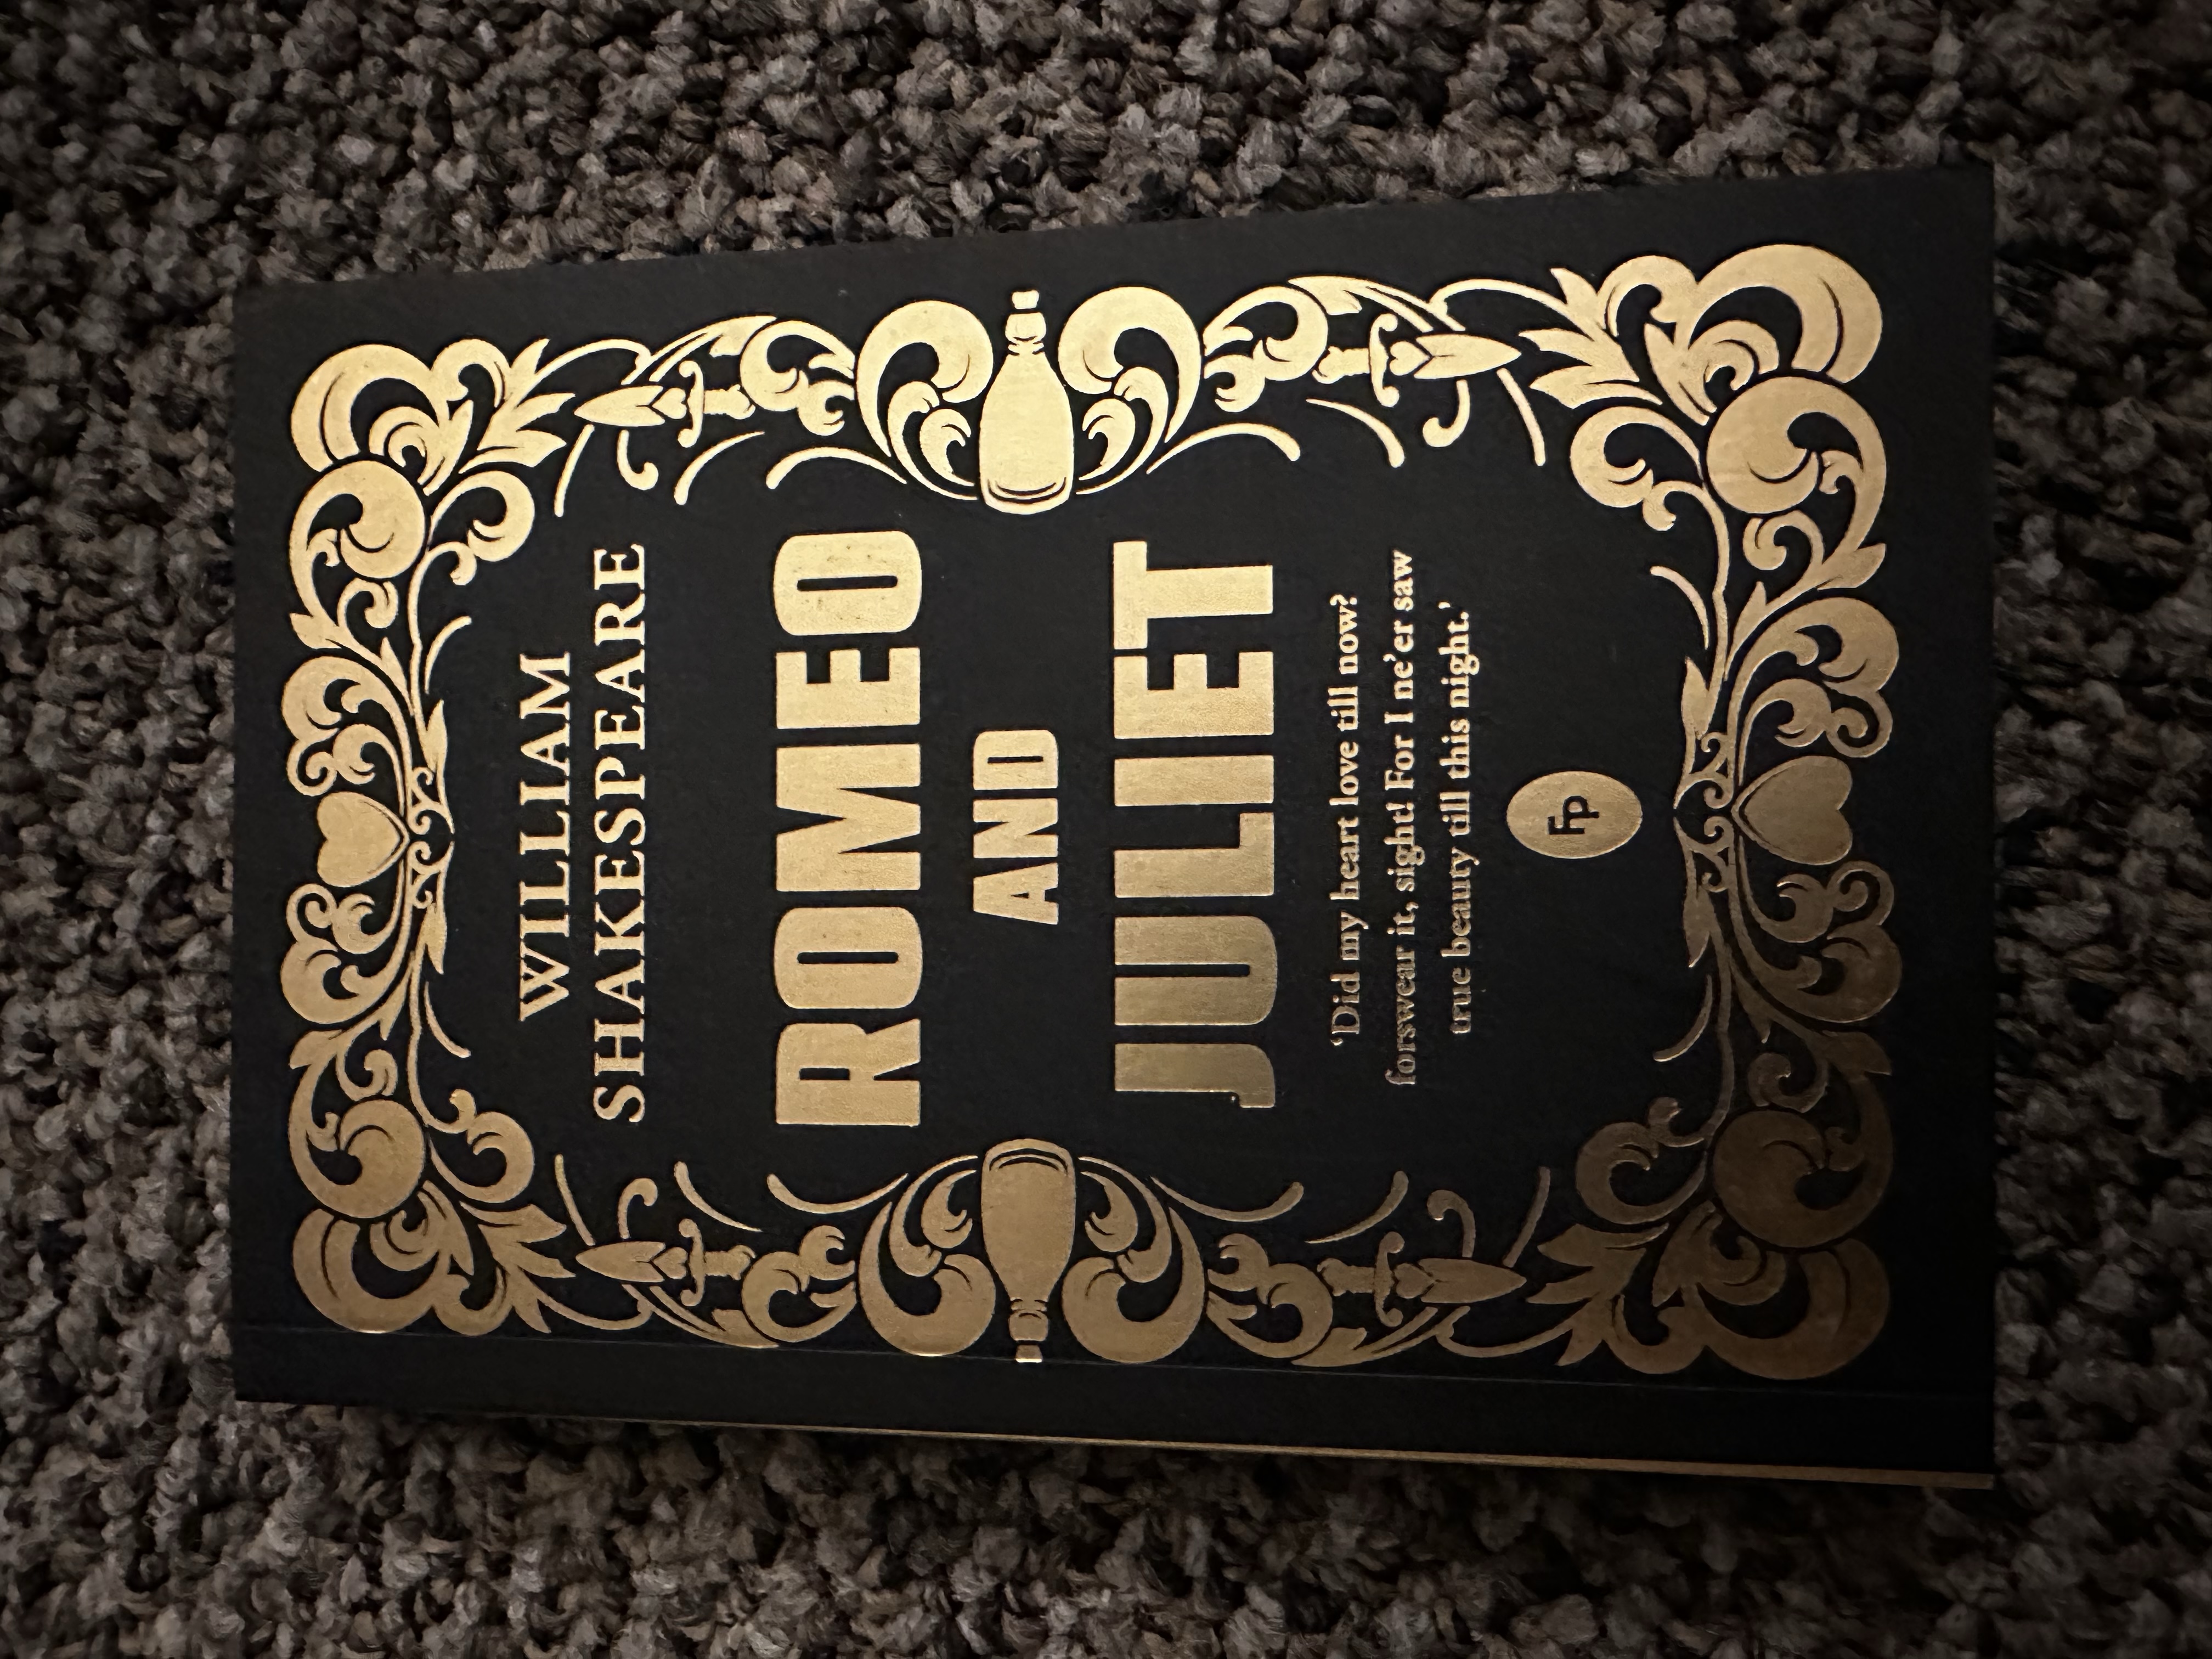 WILLIAM
SHAKESPEARE
ROMEO
AND
JULIET
‘Did my heart love till now?
forswear it, sight! For I ne’er saw
true beauty till this night.’
FP